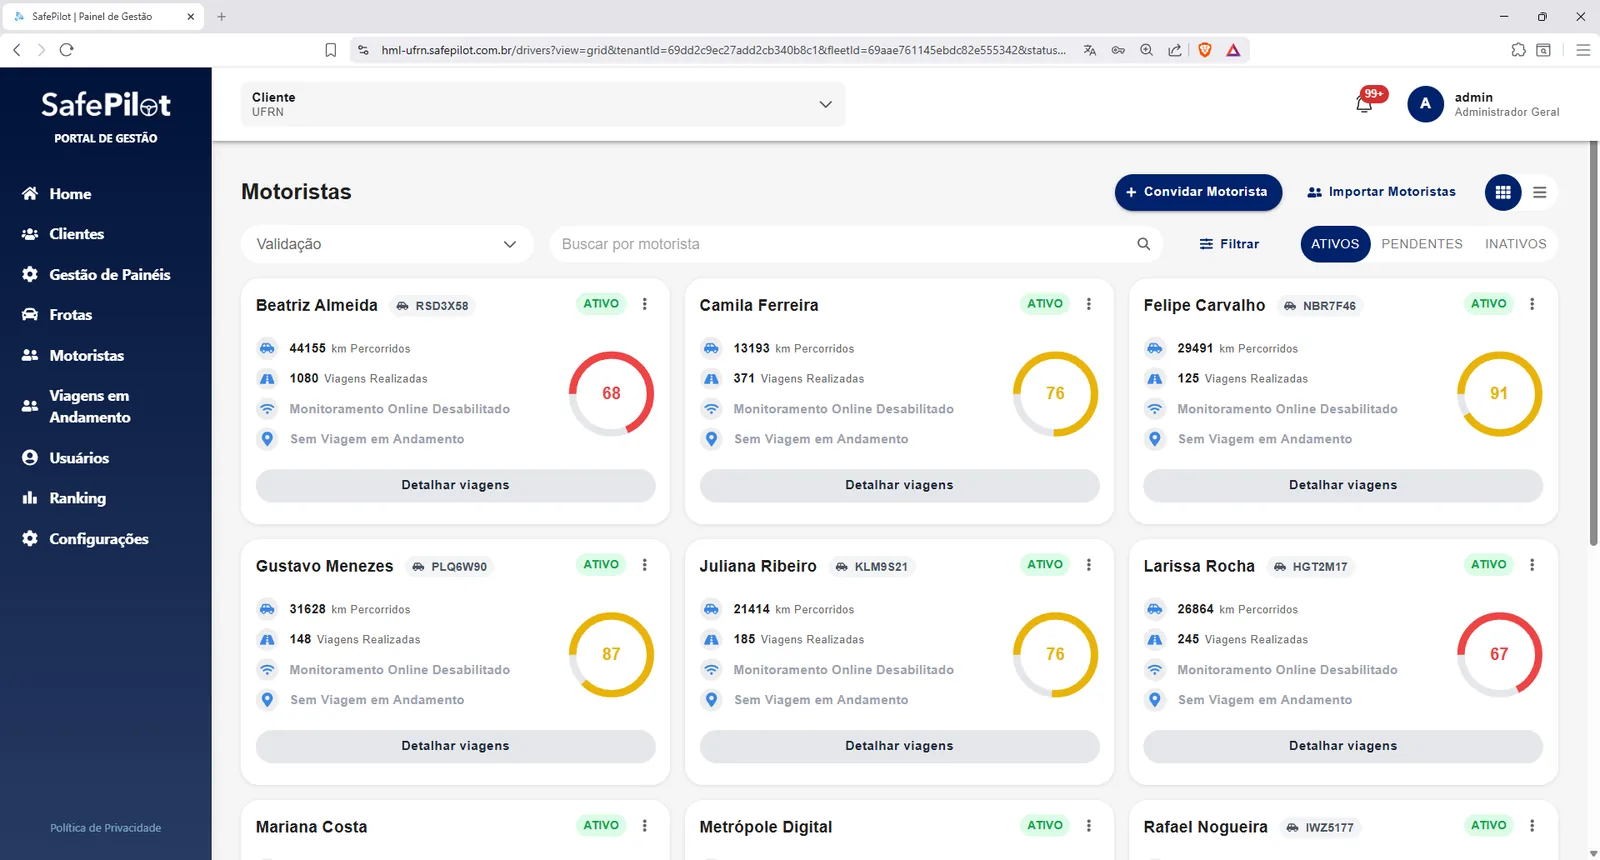 SafePilot | Painel de Gestão
hml-ufrn.safepilot.com.br/drivers?view=grid&tenantId=69dd2c9ec27add2cb340b8c1&fleetId=69aae761145ebdc82e555342&status...
SafePilot
PORTAL DE GESTÃO
Home
Clientes
Gestão de Painéis
Frotas
Motoristas
Viagens em
Andamento
Usuários
Ranking
Configurações
Política de Privacidade
Cliente
UFRN
99+
A
admin
Administrador Geral
Motoristas
+ Convidar Motorista
Importar Motoristas
Validação
Buscar por motorista
Filtrar
ATIVOS
PENDENTES
INATIVOS
Beatriz Almeida
RSD3X58
ATIVO
44155 km Percorridos
1080 Viagens Realizadas
Monitoramento Online Desabilitado
Sem Viagem em Andamento
68
Detalhar viagens
Camila Ferreira
ATIVO
13193 km Percorridos
371 Viagens Realizadas
Monitoramento Online Desabilitado
Sem Viagem em Andamento
76
Detalhar viagens
Felipe Carvalho
NBR7F46
ATIVO
29491 km Percorridos
125 Viagens Realizadas
Monitoramento Online Desabilitado
Sem Viagem em Andamento
91
Detalhar viagens
Gustavo Menezes
PLQ6W90
ATIVO
31628 km Percorridos
148 Viagens Realizadas
Monitoramento Online Desabilitado
Sem Viagem em Andamento
87
Detalhar viagens
Juliana Ribeiro
KLM9S21
ATIVO
21414 km Percorridos
185 Viagens Realizadas
Monitoramento Online Desabilitado
Sem Viagem em Andamento
76
Detalhar viagens
Larissa Rocha
HGT2M17
ATIVO
26864 km Percorridos
245 Viagens Realizadas
Monitoramento Online Desabilitado
Sem Viagem em Andamento
67
Detalhar viagens
Mariana Costa
ATIVO
Metrópole Digital
ATIVO
Rafael Nogueira
IWZ5177
ATIVO